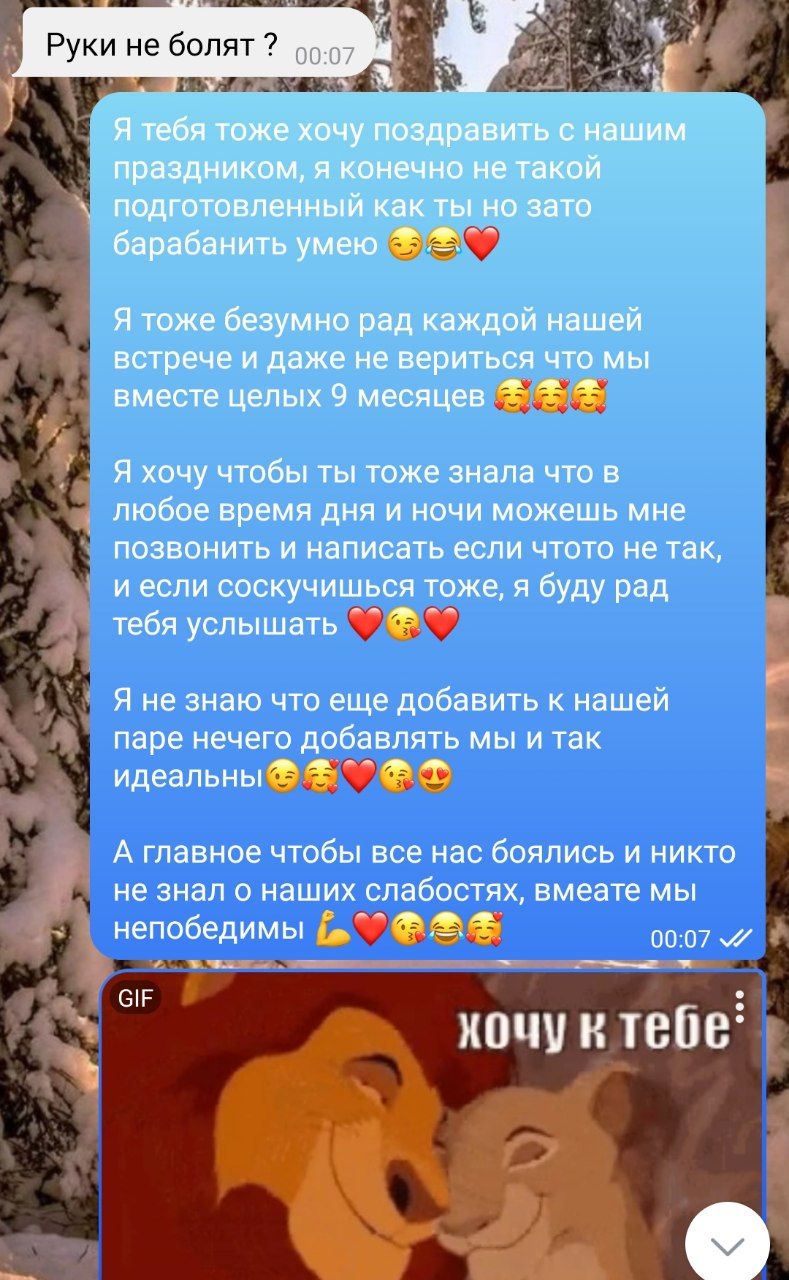 Руки не болят ? 00:07
Я тебя тоже хочу поздравить с нашим
праздником, я конечно не такой
подготовленный как ты но зато
барабанить умею 😏😂❤️
Я тоже безумно рад каждой нашей
встрече и даже не вериться что мы
вместе целых 9 месяцев 🥰🥰🥰
Я хочу чтобы ты тоже знала что в
любое время дня и ночи можешь мне
позвонить и написать если чтото не так,
и если соскучишься тоже, я буду рад
тебя услышать ❤️😘❤️
Я не знаю что еще добавить к нашей
паре нечего добавлять мы и так
идеальны😉🥰❤️😘😍
А главное чтобы все нас боялись и никто
не знал о наших слабостях, вмеате мы
непобедимы 💪❤️😘😂🥰 00:07
GIF
хочу к тебе